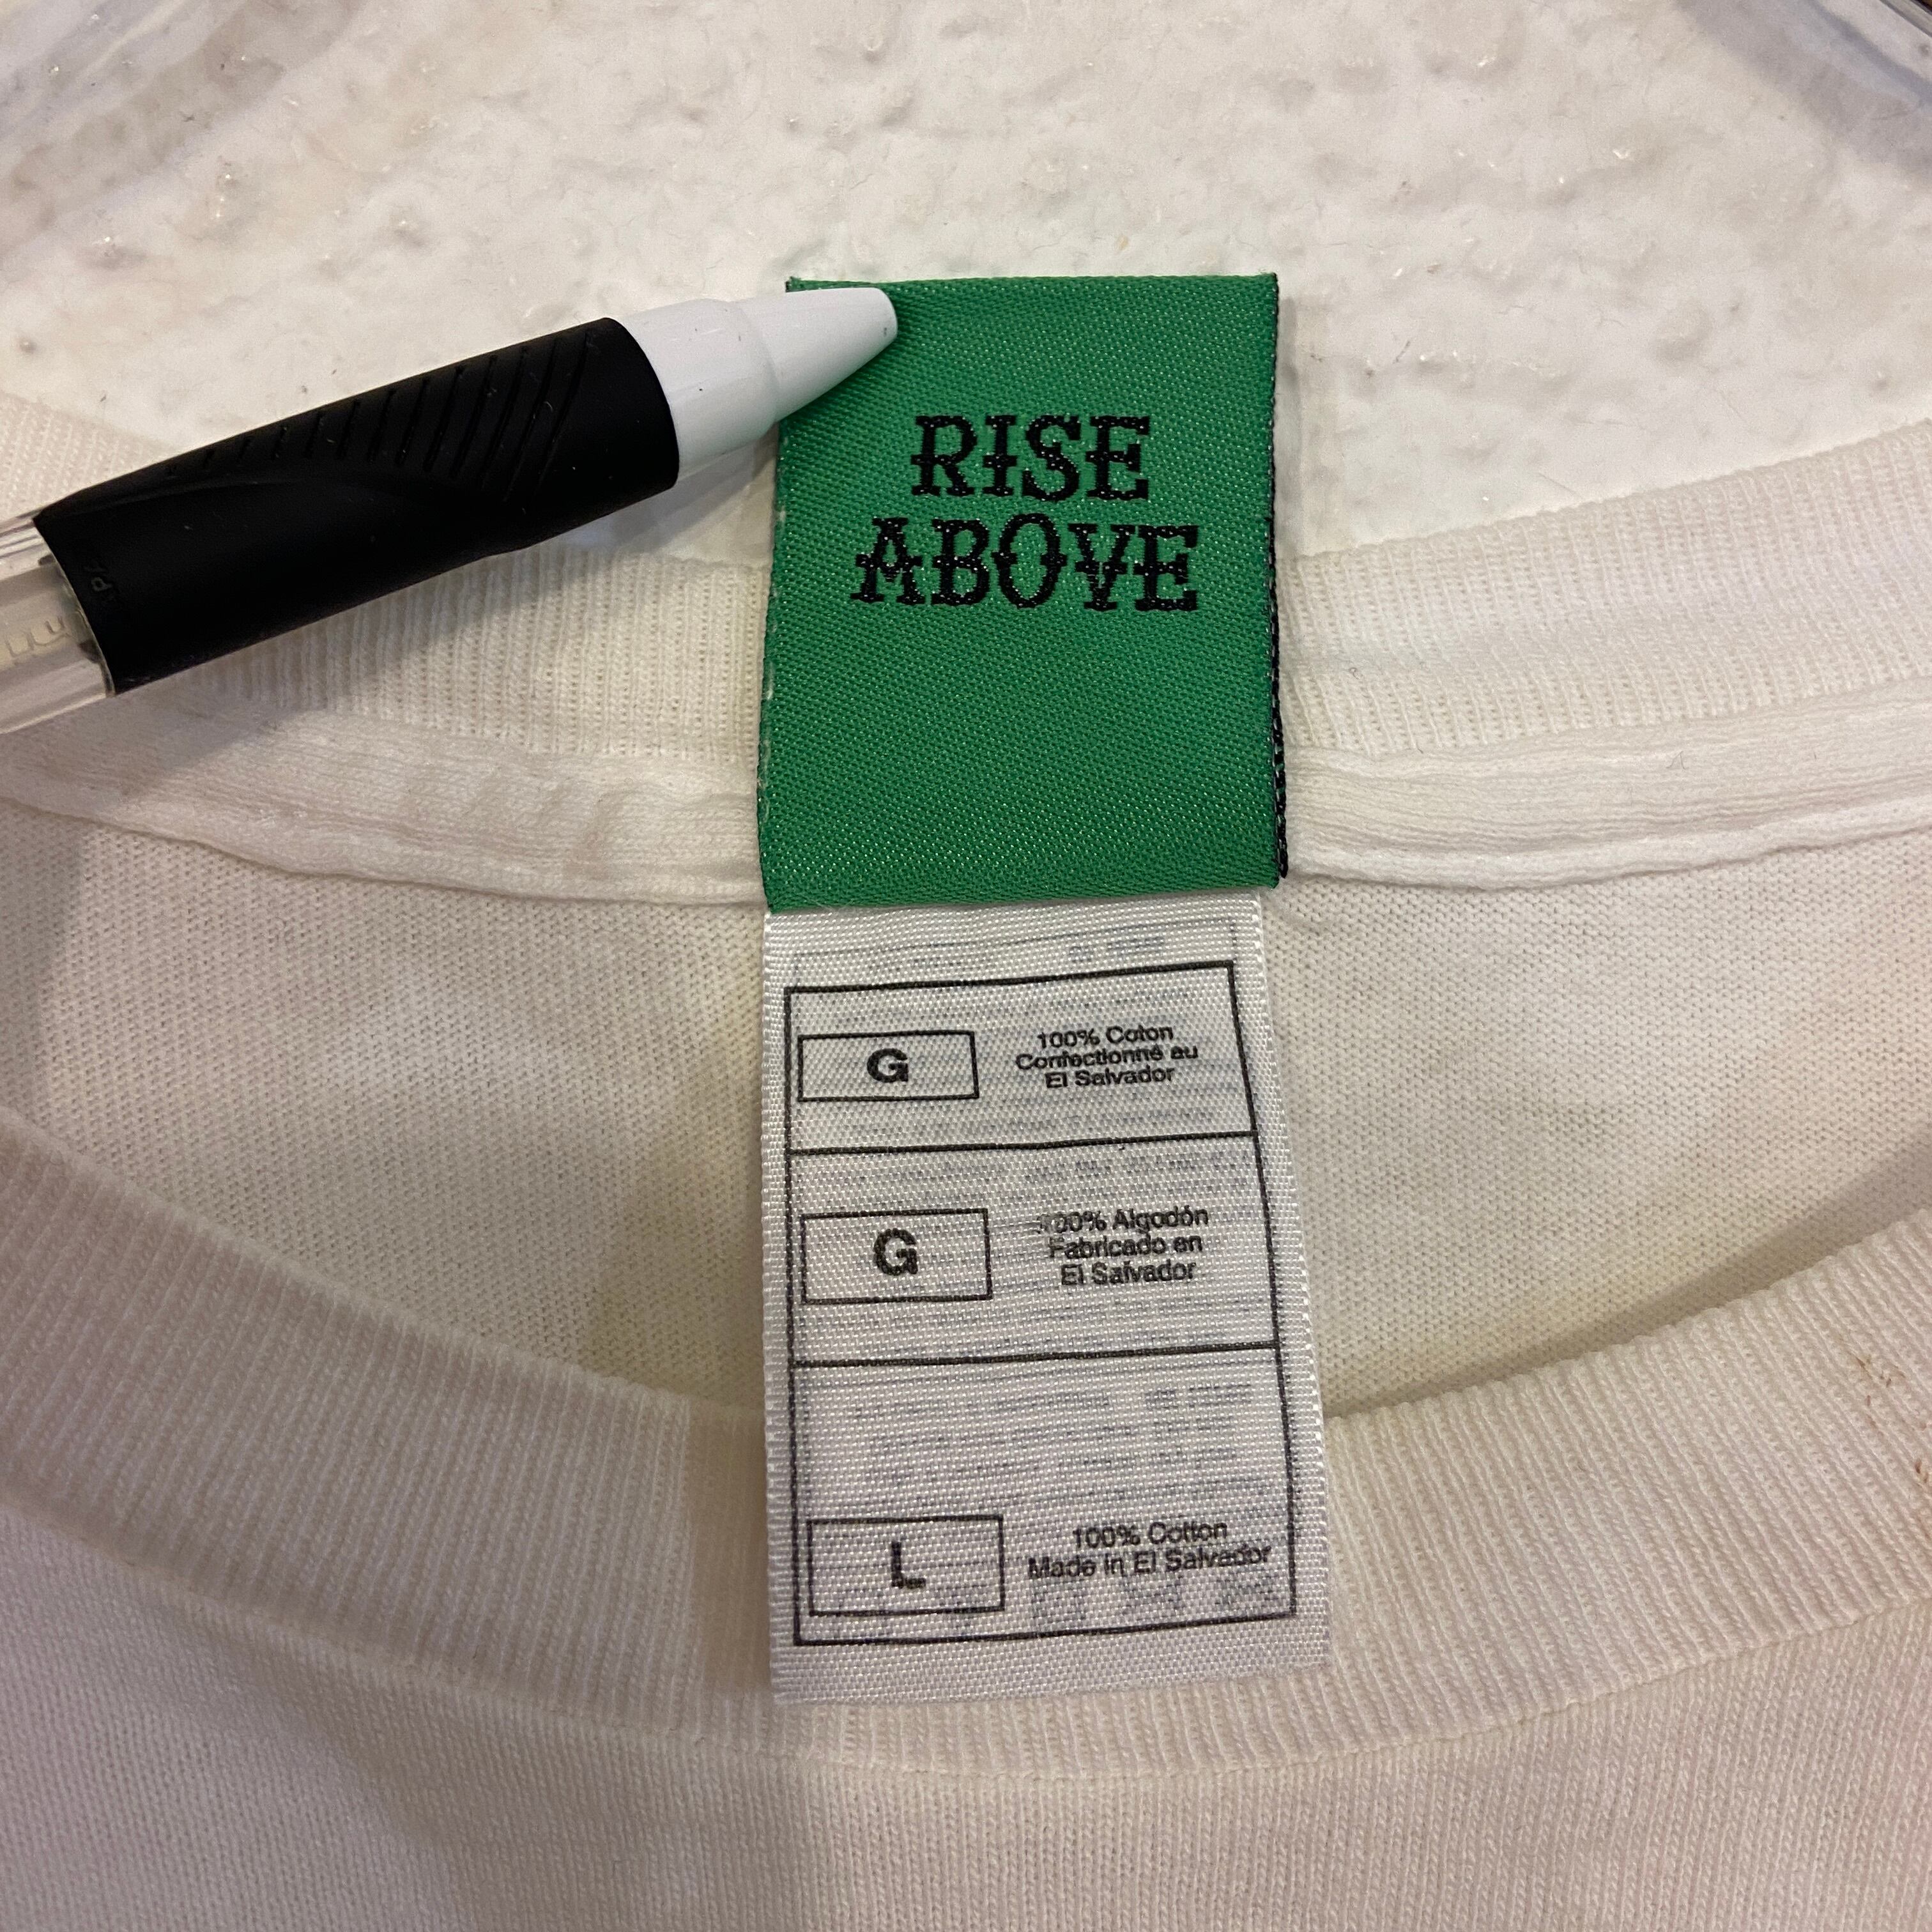 RISE
ABOVE
G
100% Coton
Confectionné au
El Salvador
G
100% Algodón
Fabricado en
El Salvador
L
100% Cotton
Made in El Salvador